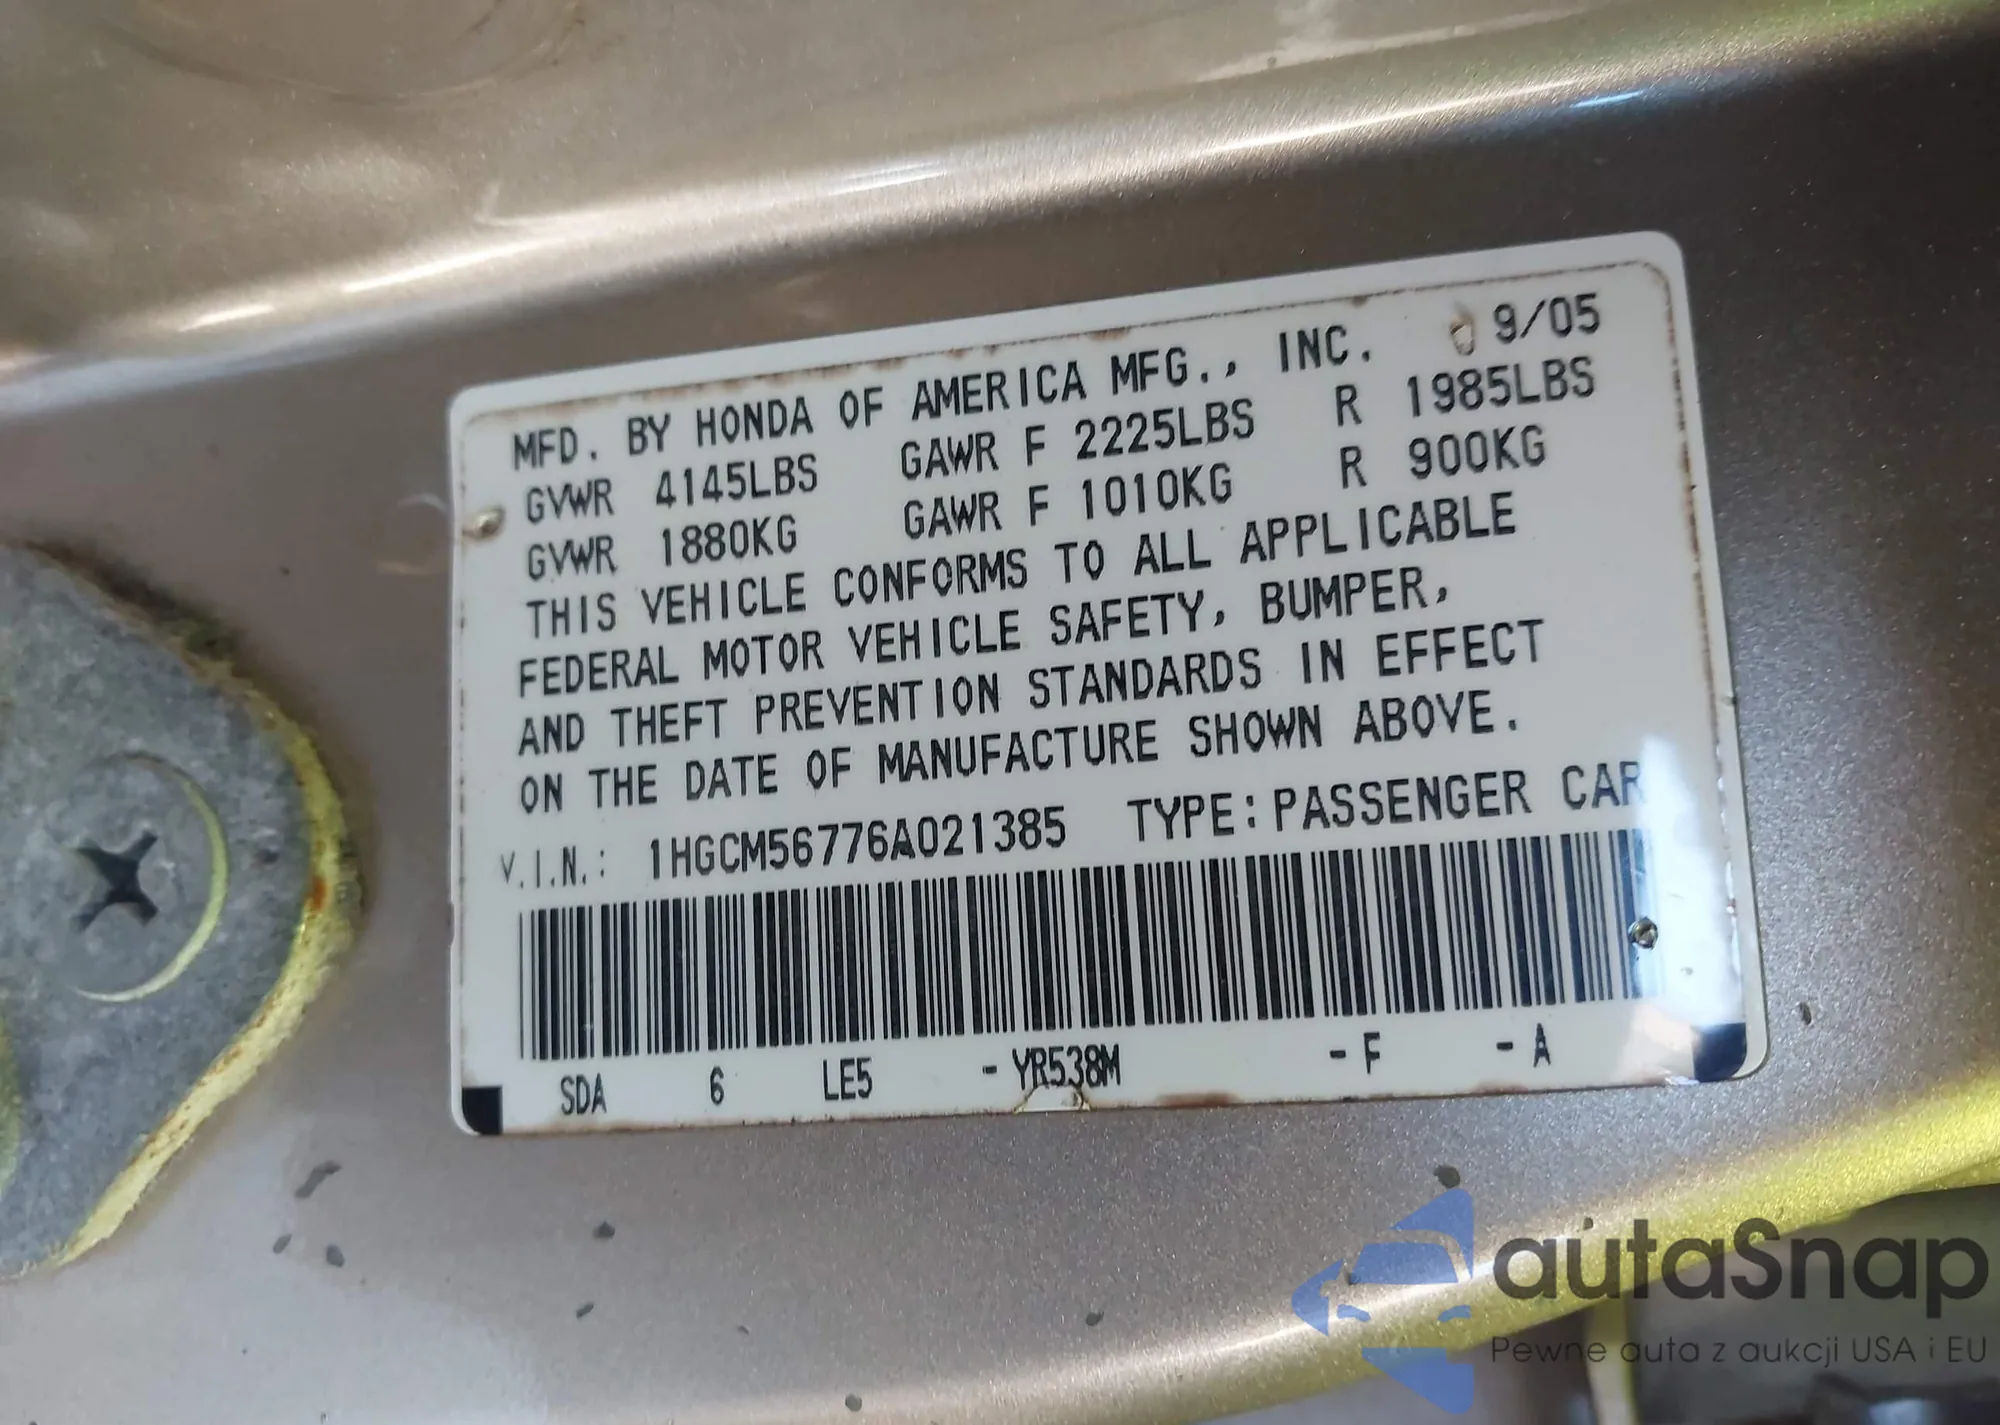 MFD. BY HONDA OF AMERICA MFG., INC. 09/05
GVWR 4145LBS GAWR F 2225LBS R 1985LBS
GVWR 1880KG GAWR F 1010KG R 900KG
THIS VEHICLE CONFORMS TO ALL APPLICABLE
FEDERAL MOTOR VEHICLE SAFETY, BUMPER,
AND THEFT PREVENTION STANDARDS IN EFFECT
ON THE DATE OF MANUFACTURE SHOWN ABOVE.
V.I.N.: 1HGCM56776A021385 TYPE: PASSENGER CAR
SDA 6 LE5 - YR538M - F - A
autaSnap
Pewne auta z aukcji USA i EU